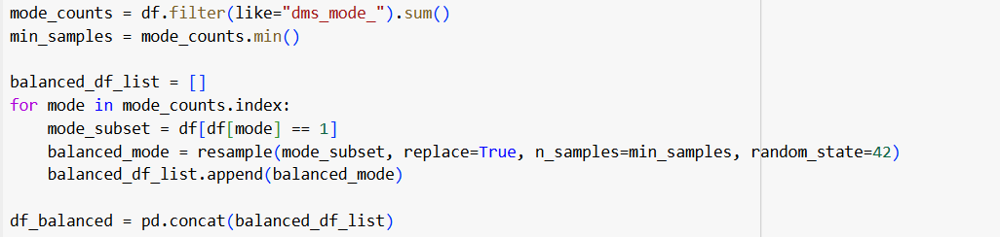 mode_counts = df.filter(like="dms_mode_").sum()
min_samples = mode_counts.min()

balanced_df_list = []
for mode in mode_counts.index:
    mode_subset = df[df[mode] == 1]
    balanced_mode = resample(mode_subset, replace=True, n_samples=min_samples, random_state=42)
    balanced_df_list.append(balanced_mode)

df_balanced = pd.concat(balanced_df_list)